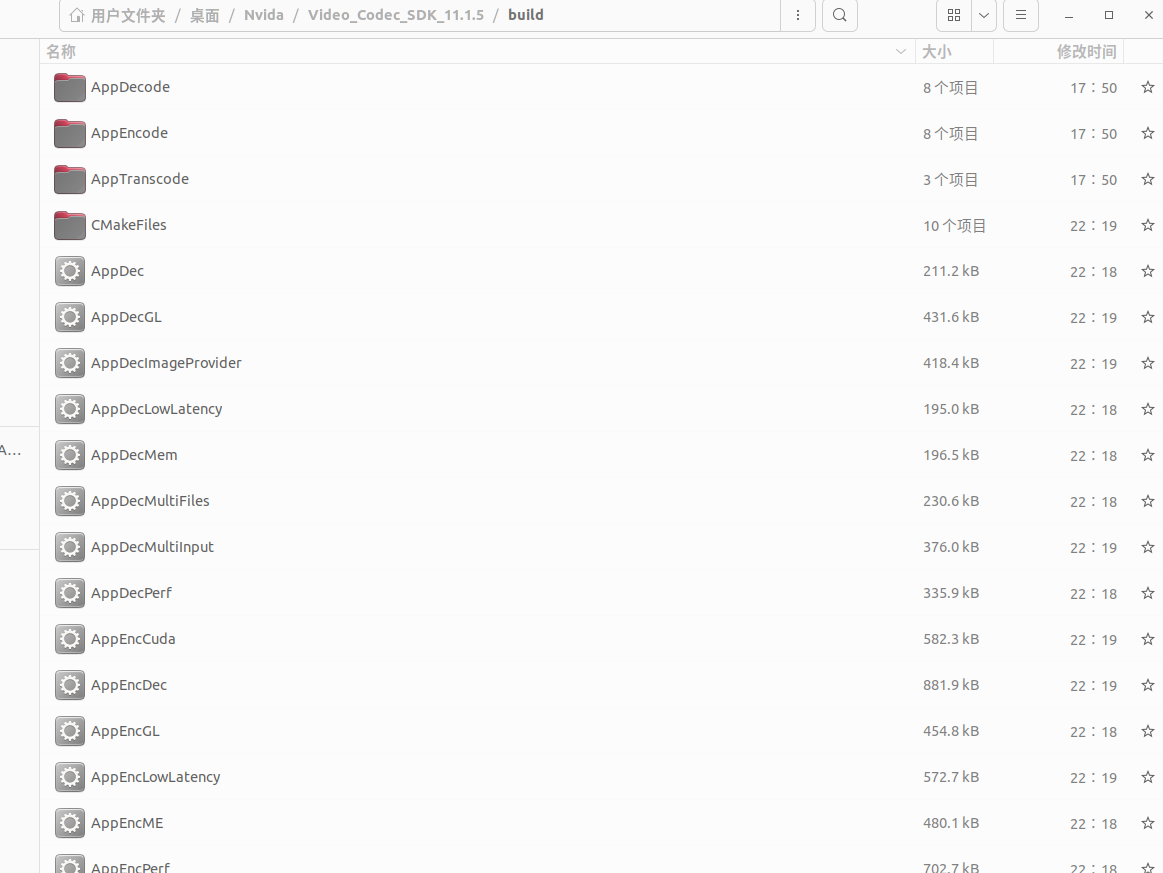 用户文件夹 / 桌面 / Nvida / Video_Codec_SDK_11.1.5 / build
名称 大小 修改时间
AppDecode 8 个项目 17：50
AppEncode 8 个项目 17：50
AppTranscode 3 个项目 17：50
CMakeFiles 10 个项目 22：19
AppDec 211.2 kB 22：18
AppDecGL 431.6 kB 22：19
AppDecImageProvider 418.4 kB 22：19
AppDecLowLatency 195.0 kB 22：18
A... AppDecMem 196.5 kB 22：18
AppDecMultiFiles 230.6 kB 22：18
AppDecMultiInput 376.0 kB 22：19
AppDecPerf 335.9 kB 22：18
AppEncCuda 582.3 kB 22：19
AppEncDec 881.9 kB 22：19
AppEncGL 454.8 kB 22：18
AppEncLowLatency 572.7 kB 22：19
AppEncME 480.1 kB 22：18
AppEncPerf 702.7 kB 22：18